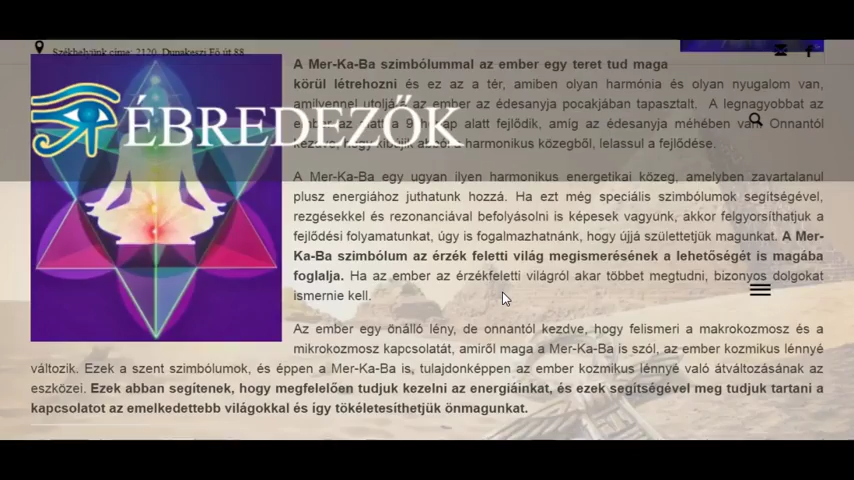 Székhelyünk címe: 2120, Dunakeszi Fő út 88.
ÉBREDEZŐK
A Mer-Ka-Ba szimbólummal az ember egy teret tud maga
körül létrehozni és ez az a tér, amiben olyan harmónia és olyan nyugalom van,
amilyennel utoljára az ember az édesanyja pocakjában tapasztalt. A legnagyobbat az
ember az alatt a 9 hónap alatt fejlődik, amíg az édesanyja méhében van. Onnantól
kezdve, hogy kibújik abból a harmonikus közegből, lelassul a fejlődése.
A Mer-Ka-Ba egy ugyan ilyen harmonikus energetikai közeg, amelyben zavartalanul
plusz energiához juthatunk hozzá. Ha ezt még speciális szimbólumok segítségével,
rezgésekkel és rezonanciával befolyásolni is képesek vagyunk, akkor felgyorsíthatjuk a
fejlődési folyamatunkat, úgy is fogalmazhatnánk, hogy újjá születtetjük magunkat. A Mer-
Ka-Ba szimbólum az érzék feletti világ megismerésének a lehetőségét is magába
foglalja. Ha az ember az érzékfeletti világról akar többet megtudni, bizonyos dolgokat
ismernie kell.
Az ember egy önálló lény, de onnantól kezdve, hogy felismeri a makrokozmosz és a
mikrokozmosz kapcsolatát, amiről maga a Mer-Ka-Ba is szól, az ember kozmikus lénnyé
változik. Ezek a szent szimbólumok, és éppen a Mer-Ka-Ba is, tulajdonképpen az ember kozmikus lénnyé való átváltozásának az
eszközei. Ezek abban segítenek, hogy megfelelően tudjuk kezelni az energiáinkat, és ezek segítségével meg tudjuk tartani a
kapcsolatot az emelkedettebb világokkal és így tökéletesíthetjük önmagunkat.